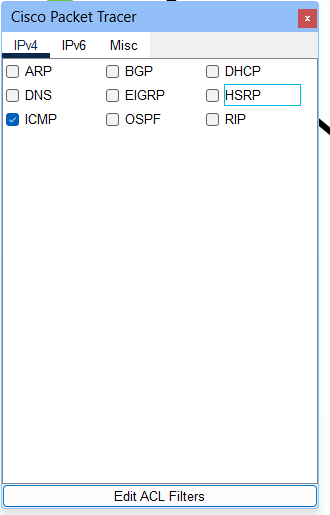 Cisco Packet Tracer
x
IPv4 IPv6 Misc
ARP BGP DHCP
DNS EIGRP HSRP
ICMP OSPF RIP
Edit ACL Filters